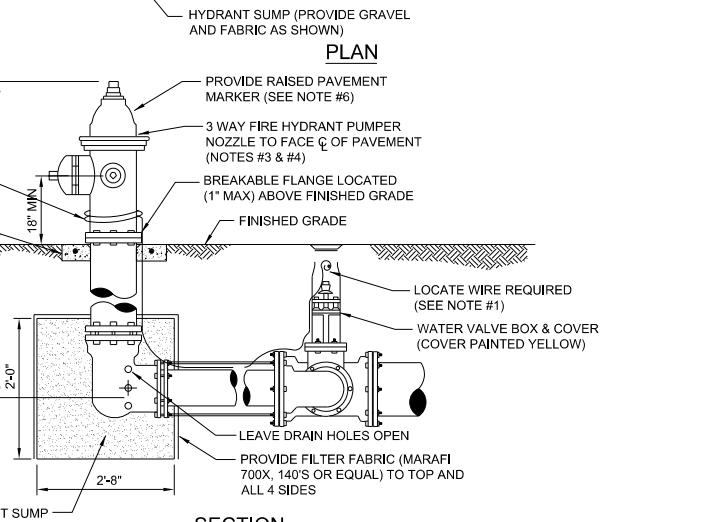 HYDRANT SUMP (PROVIDE GRAVEL
AND FABRIC AS SHOWN)
PLAN
PROVIDE RAISED PAVEMENT
MARKER (SEE NOTE #6)
3 WAY FIRE HYDRANT PUMPER
NOZZLE TO FACE ℄ OF PAVEMENT
(NOTES #3 & #4)
BREAKABLE FLANGE LOCATED
(1" MAX) ABOVE FINISHED GRADE
18" MIN
FINISHED GRADE
LOCATE WIRE REQUIRED
(SEE NOTE #1)
WATER VALVE BOX & COVER
(COVER PAINTED YELLOW)
2'-0"
LEAVE DRAIN HOLES OPEN
PROVIDE FILTER FABRIC (MARAFI
700X, 140'S OR EQUAL) TO TOP AND
ALL 4 SIDES
2'-8"
T SUMP
SECTION